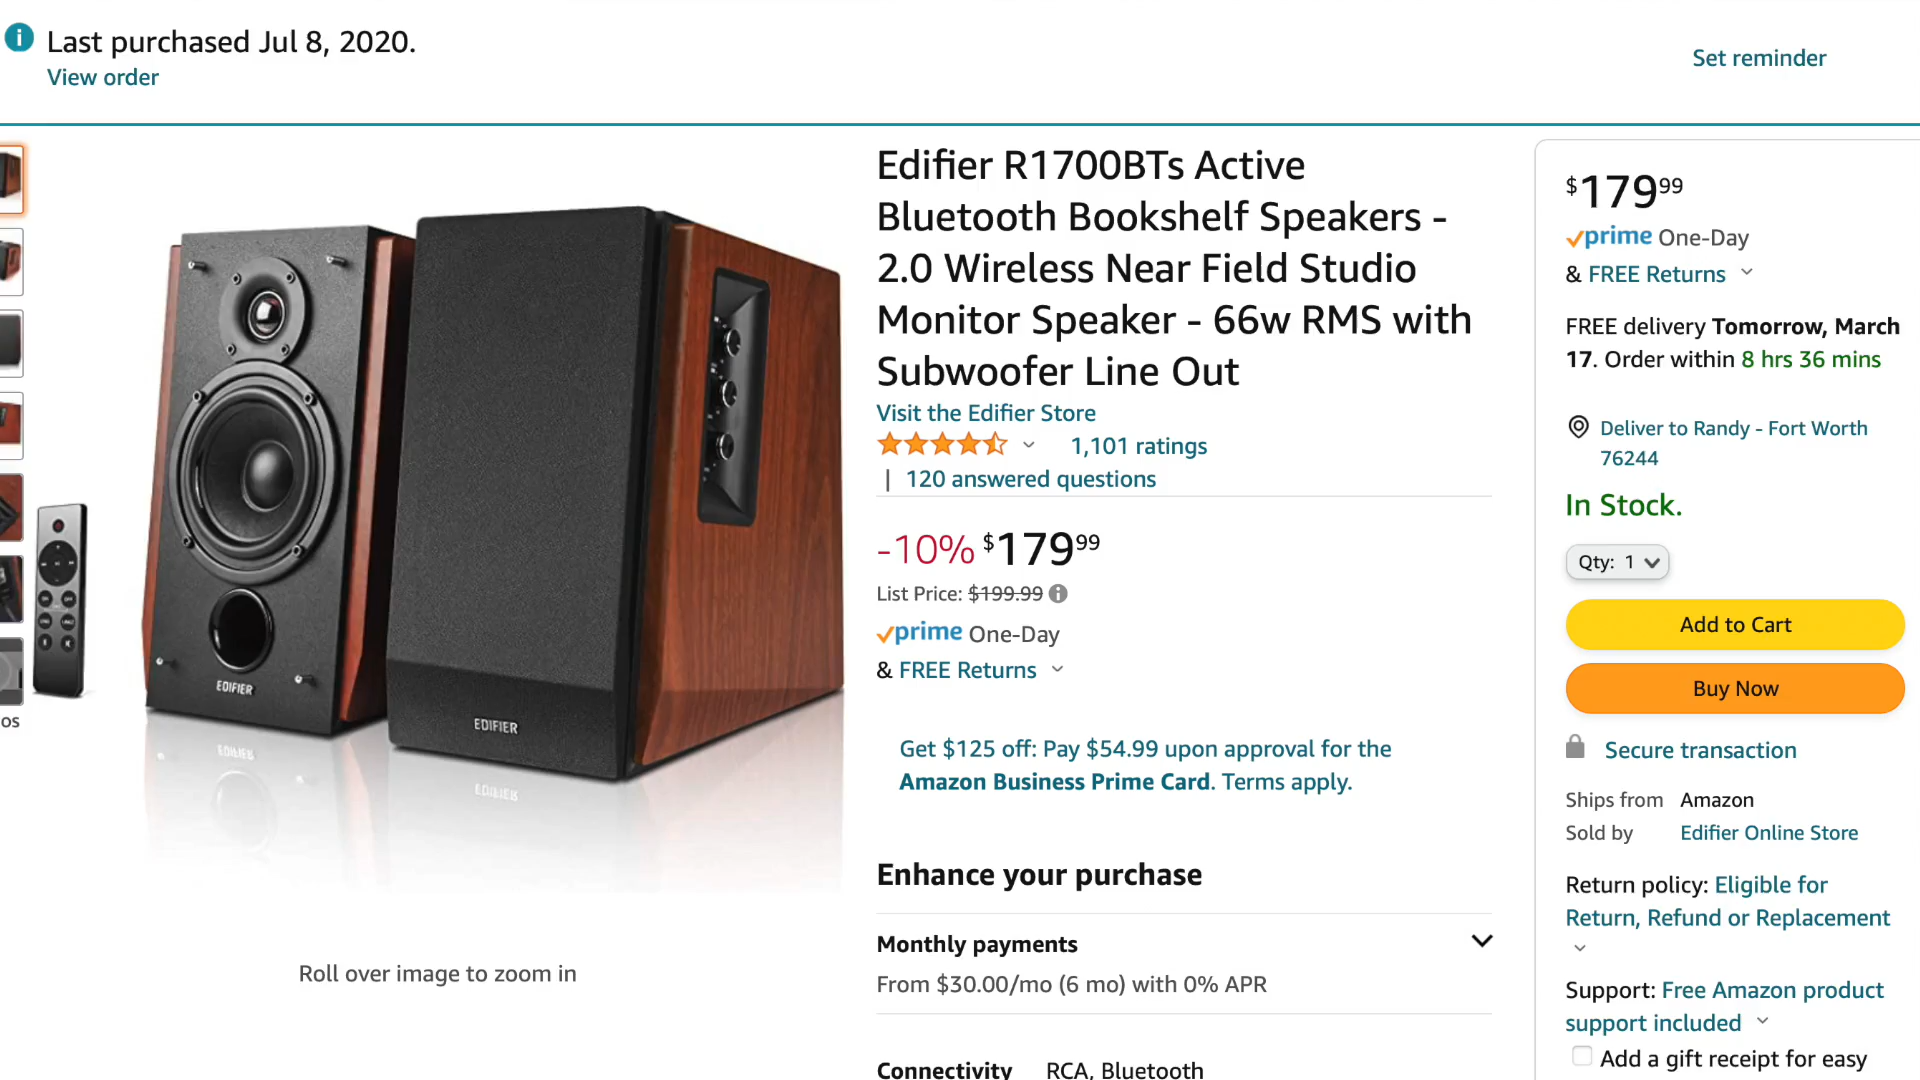 Last purchased Jul 8, 2020.
View order
Set reminder
Edifier R1700BTs Active
Bluetooth Bookshelf Speakers -
2.0 Wireless Near Field Studio
Monitor Speaker - 66w RMS with
Subwoofer Line Out
Visit the Edifier Store
1,101 ratings
| 120 answered questions
-10% $179 99
List Price: $199.99
prime One-Day
& FREE Returns
Get $125 off: Pay $54.99 upon approval for the
Amazon Business Prime Card. Terms apply.
Enhance your purchase
Monthly payments
From $30.00/mo (6 mo) with 0% APR
Connectivity RCA, Bluetooth
EDIFIER
EDIFIER
os
Roll over image to zoom in
$179 99
prime One-Day
& FREE Returns
FREE delivery Tomorrow, March
17. Order within 8 hrs 36 mins
Deliver to Randy - Fort Worth
76244
In Stock.
Qty: 1
Add to Cart
Buy Now
Secure transaction
Ships from Amazon
Sold by Edifier Online Store
Return policy: Eligible for
Return, Refund or Replacement
Support: Free Amazon product
support included
Add a gift receipt for easy